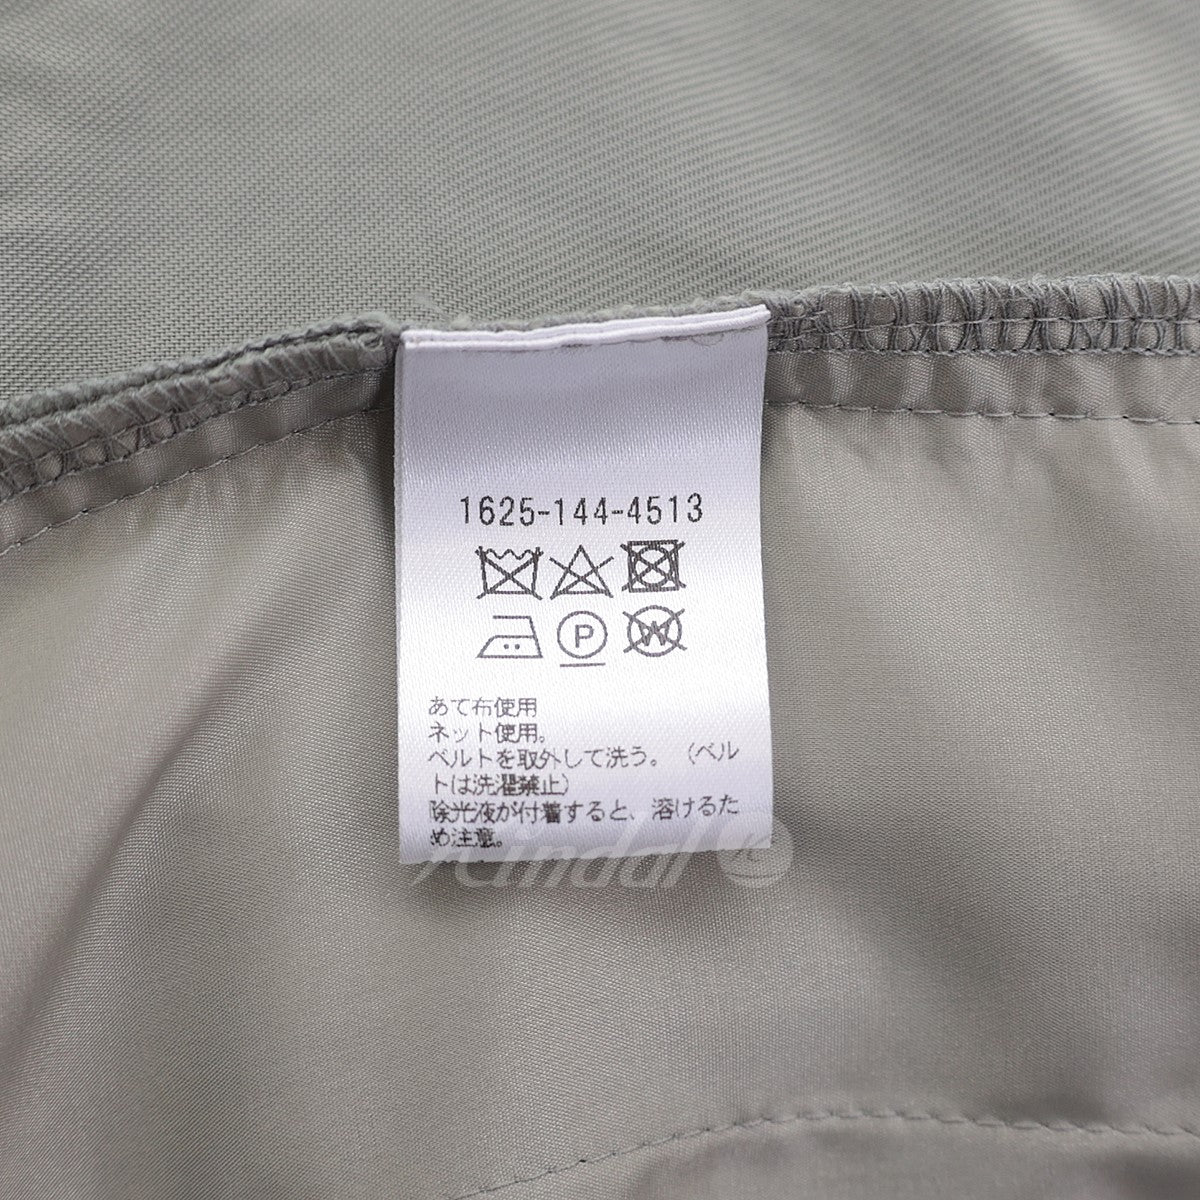 1625-144-4513
P
W
あて布使用
ネット使用。
ベルトを取外して洗う。（ベル
トは洗濯禁止）
除光液が付着すると、溶けるた
め注意。
kindal